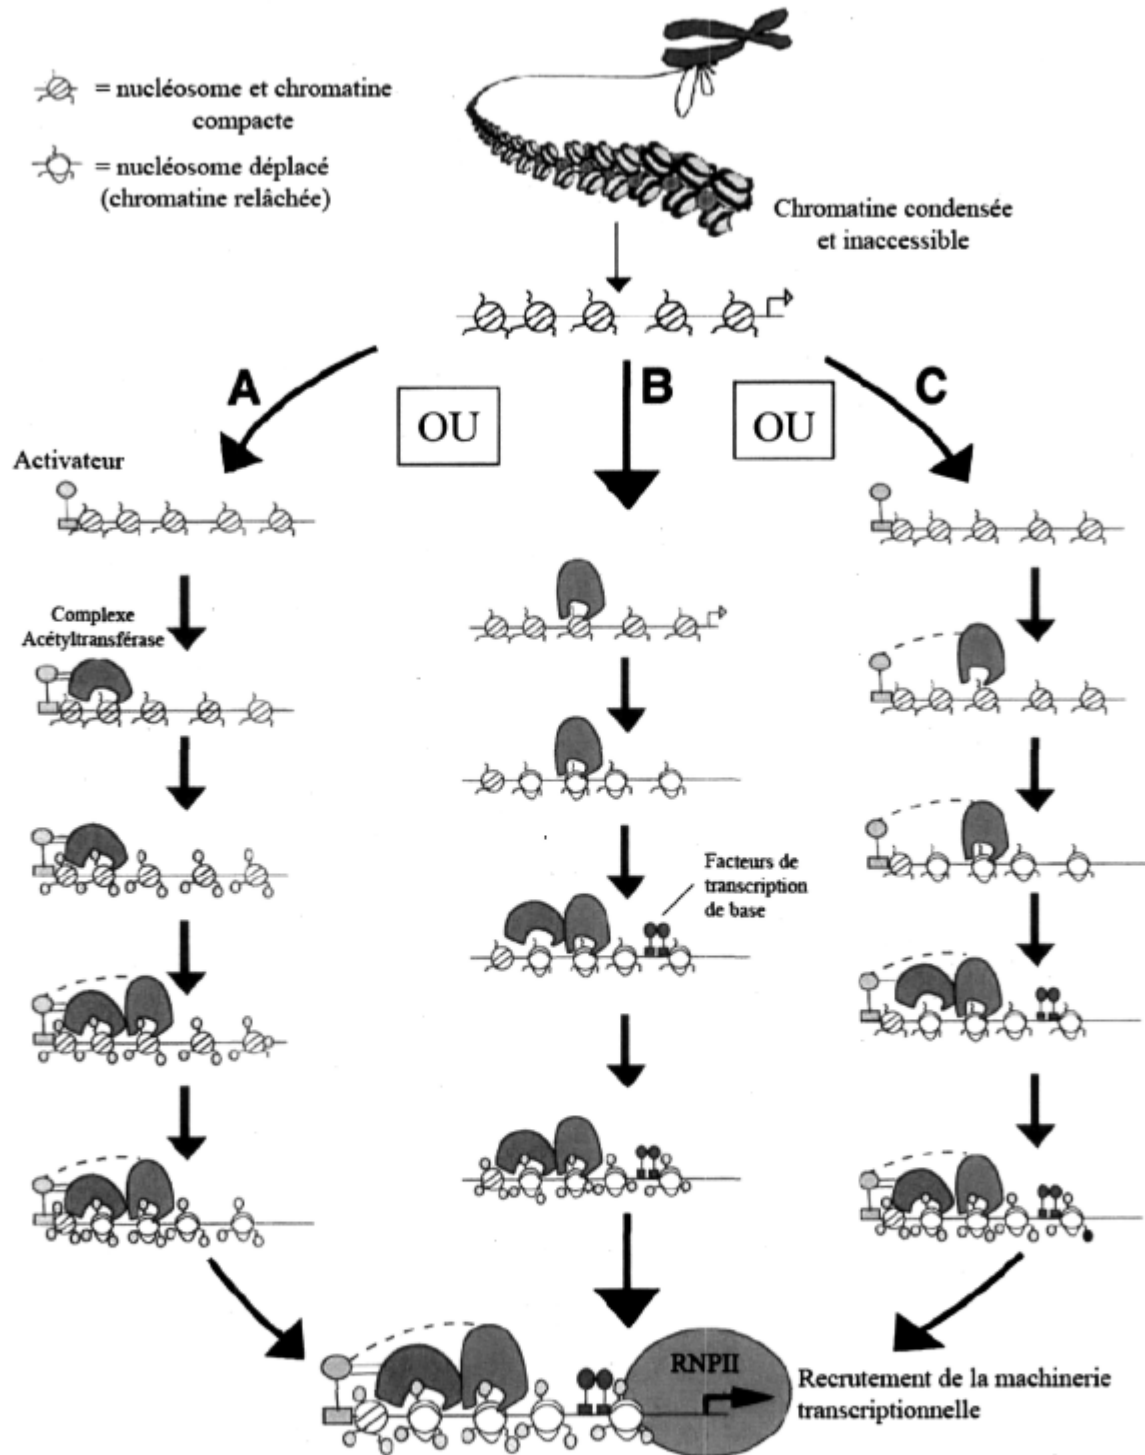 = nucléosome et chromatine
compacte
= nucléosome déplacé
(chromatine relâchée)
Chromatine condensée
et inaccessible
A
OU
B
OU
C
Activateur
Complexe
Acétyltransférase
Facteurs de
transcription
de base
RNPII
Recrutement de la machinerie
transcriptionnelle